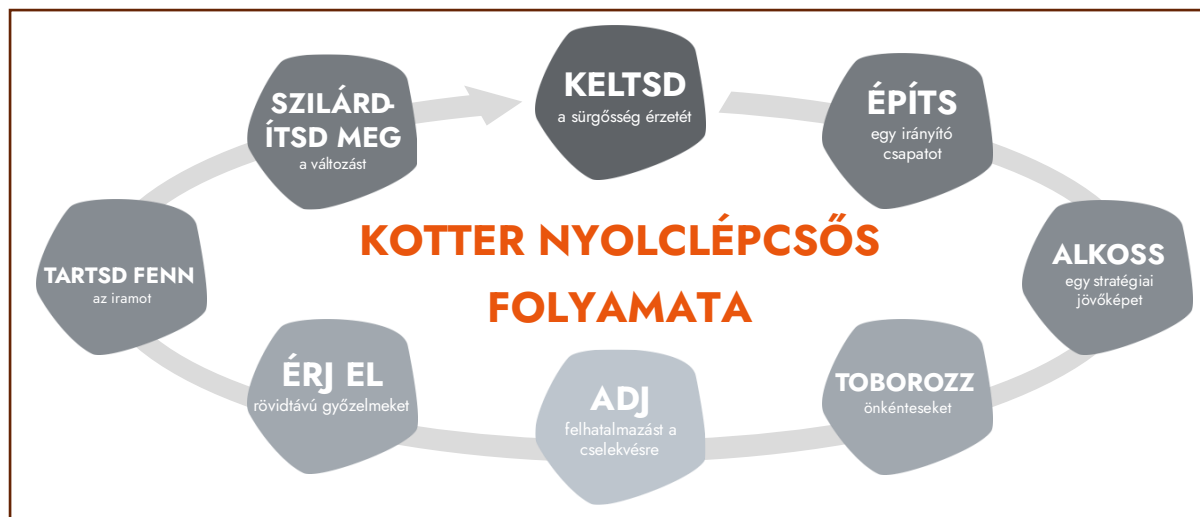 KOTTER NYOLCLÉPCSŐS
FOLYAMATA
KELTSD
a sürgősség érzetét
ÉPÍTS
egy irányító
csapatot
ALKOSS
egy stratégiai
jövőképet
TOBOROZZ
önkénteseket
ADJ
felhatalmazást a
cselekvésre
ÉRJ EL
rövidtávú győzelmeket
TARTSD FENN
az iramot
SZILÁRD-
ÍTSD MEG
a változást